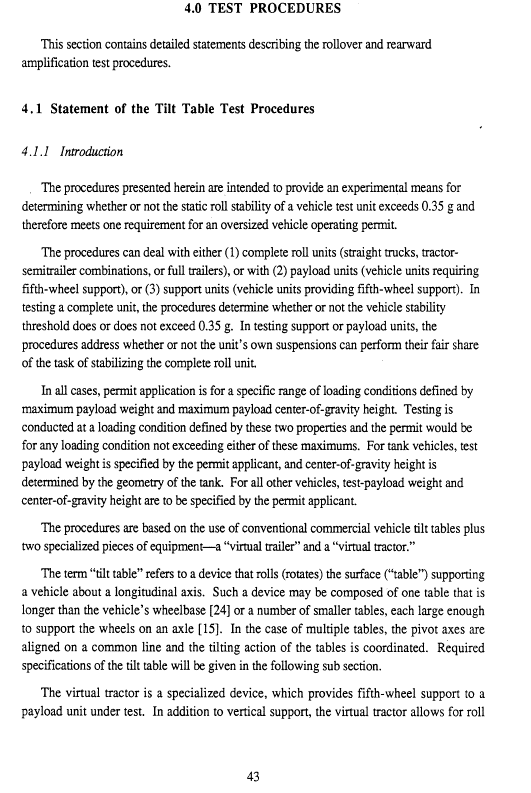 4.0 TEST PROCEDURES
This section contains detailed statements describing the rollover and rearward
amplification test procedures.
4.1 Statement of the Tilt Table Test Procedures
4.1.1 Introduction
The procedures presented herein are intended to provide an experimental means for
determining whether or not the static roll stability of a vehicle test unit exceeds 0.35 g and
therefore meets one requirement for an oversized vehicle operating permit.
The procedures can deal with either (1) complete roll units (straight trucks, tractor-
semitrailer combinations, or full trailers), or with (2) payload units (vehicle units requiring
fifth-wheel support), or (3) support units (vehicle units providing fifth-wheel support). In
testing a complete unit, the procedures determine whether or not the vehicle stability
threshold does or does not exceed 0.35 g. In testing support or payload units, the
procedures address whether or not the unit's own suspensions can perform their fair share
of the task of stabilizing the complete roll unit.
In all cases, permit application is for a specific range of loading conditions defined by
maximum payload weight and maximum payload center-of-gravity height. Testing is
conducted at a loading condition defined by these two properties and the permit would be
for any loading condition not exceeding either of these maximums. For tank vehicles, test
payload weight is specified by the permit applicant, and center-of-gravity height is
determined by the geometry of the tank. For all other vehicles, test-payload weight and
center-of-gravity height are to be specified by the permit applicant.
The procedures are based on the use of conventional commercial vehicle tilt tables plus
two specialized pieces of equipment—a "virtual trailer" and a "virtual tractor."
The term "tilt table" refers to a device that rolls (rotates) the surface ("table") supporting
a vehicle about a longitudinal axis. Such a device may be composed of one table that is
longer than the vehicle's wheelbase [24] or a number of smaller tables, each large enough
to support the wheels on an axle [15]. In the case of multiple tables, the pivot axes are
aligned on a common line and the tilting action of the tables is coordinated. Required
specifications of the tilt table will be given in the following sub section.
The virtual tractor is a specialized device, which provides fifth-wheel support to a
payload unit under test. In addition to vertical support, the virtual tractor allows for roll
43